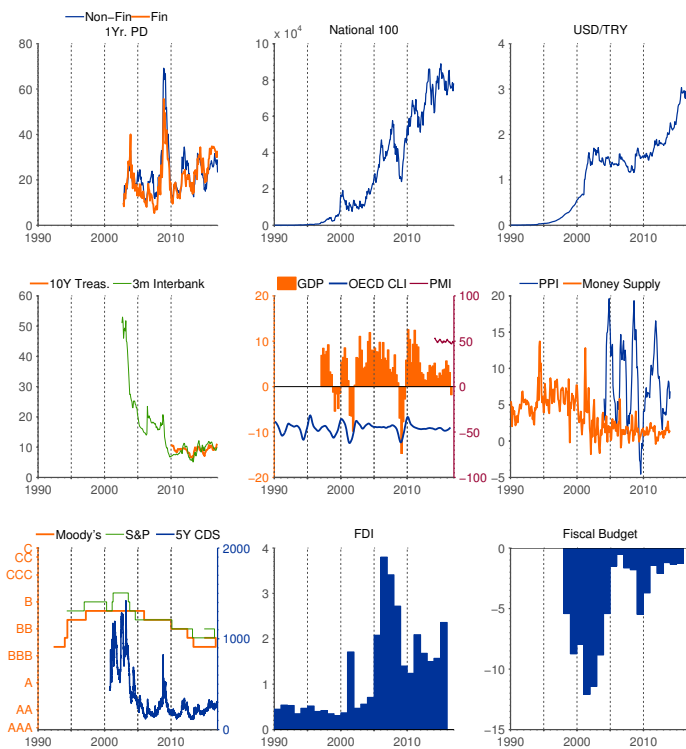 Non−Fin Fin
1Yr. PD
80
60
40
20
0
1990 2000 2010
National 100
x 10^4
10
8
6
4
2
0
1990 2000 2010
USD/TRY
4
3
2
1
0
1990 2000 2010
10Y Treas. 3m Interbank
60
50
40
30
20
10
0
1990 2000 2010
GDP OECD CLI PMI
20 100
10 50
0 0
−10 −50
−20 −100
1990 2000 2010
PPI Money Supply
20
15
10
5
0
−5
1990 2000 2010
Moody's S&P 5Y CDS
C 2000
CC
CCC
B
BB 1000
BBB
A
AA
AAA 0
1990 2000 2010
FDI
4
3
2
1
0
1990 2000 2010
Fiscal Budget
0
−5
−10
−15
1990 2000 2010